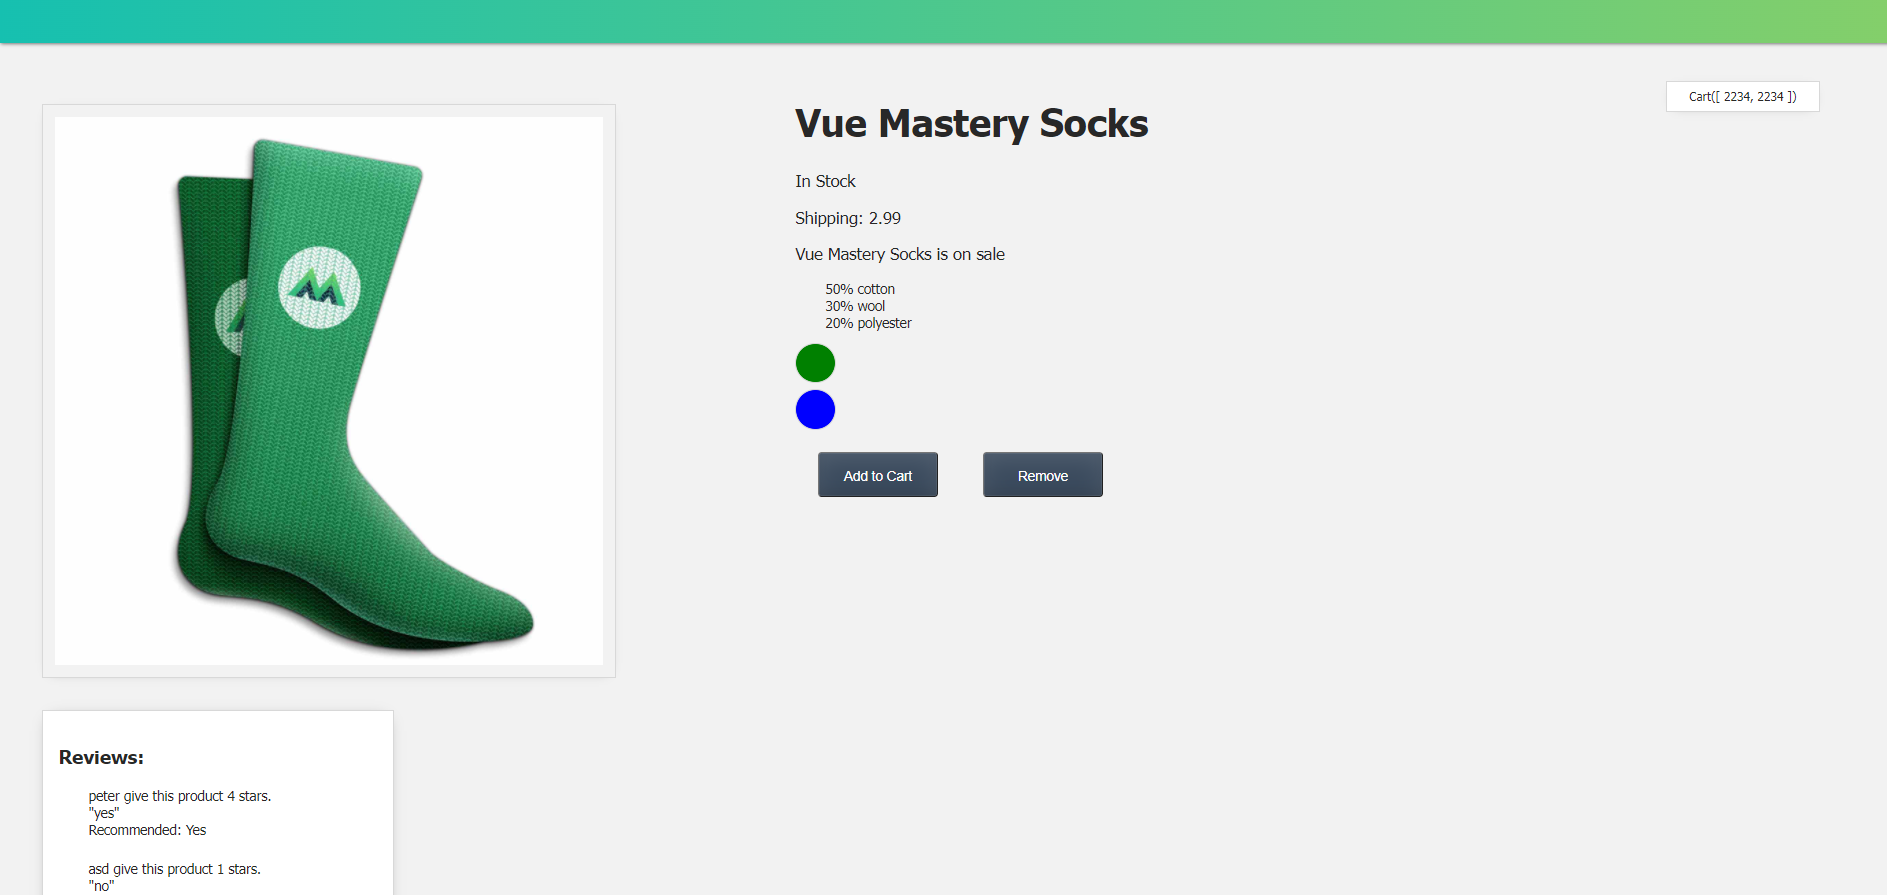 Cart([ 2234, 2234 ])
Vue Mastery Socks
In Stock
Shipping: 2.99
Vue Mastery Socks is on sale
50% cotton
30% wool
20% polyester
Add to Cart
Remove
Reviews:
peter give this product 4 stars.
"yes"
Recommended: Yes
asd give this product 1 stars.
"no"